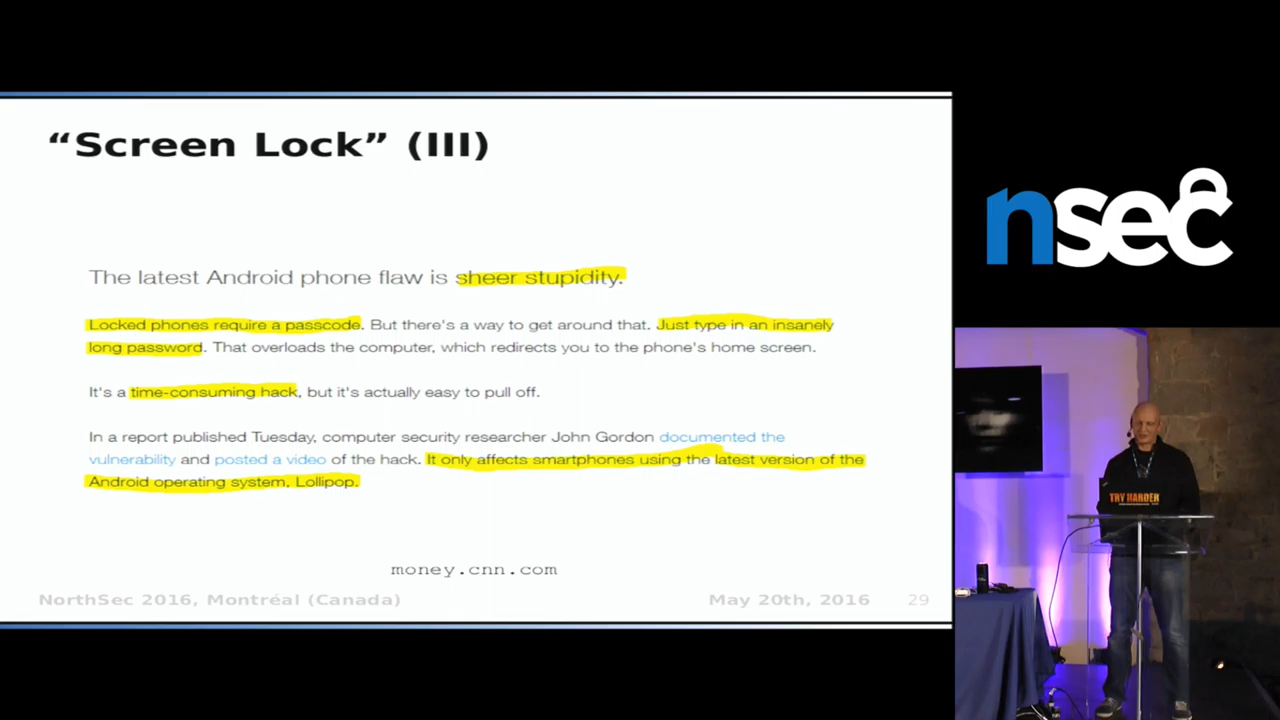 “Screen Lock” (III)
The latest Android phone flaw is sheer stupidity.
Locked phones require a passcode. But there's a way to get around that. Just type in an insanely
long password. That overloads the computer, which redirects you to the phone's home screen.
It's a time-consuming hack, but it's actually easy to pull off.
In a report published Tuesday, computer security researcher John Gordon documented the
vulnerability and posted a video of the hack. It only affects smartphones using the latest version of the
Android operating system, Lollipop.
money.cnn.com
NorthSec 2016, Montréal (Canada) May 20th, 2016 29
nsec
TRY HARDER